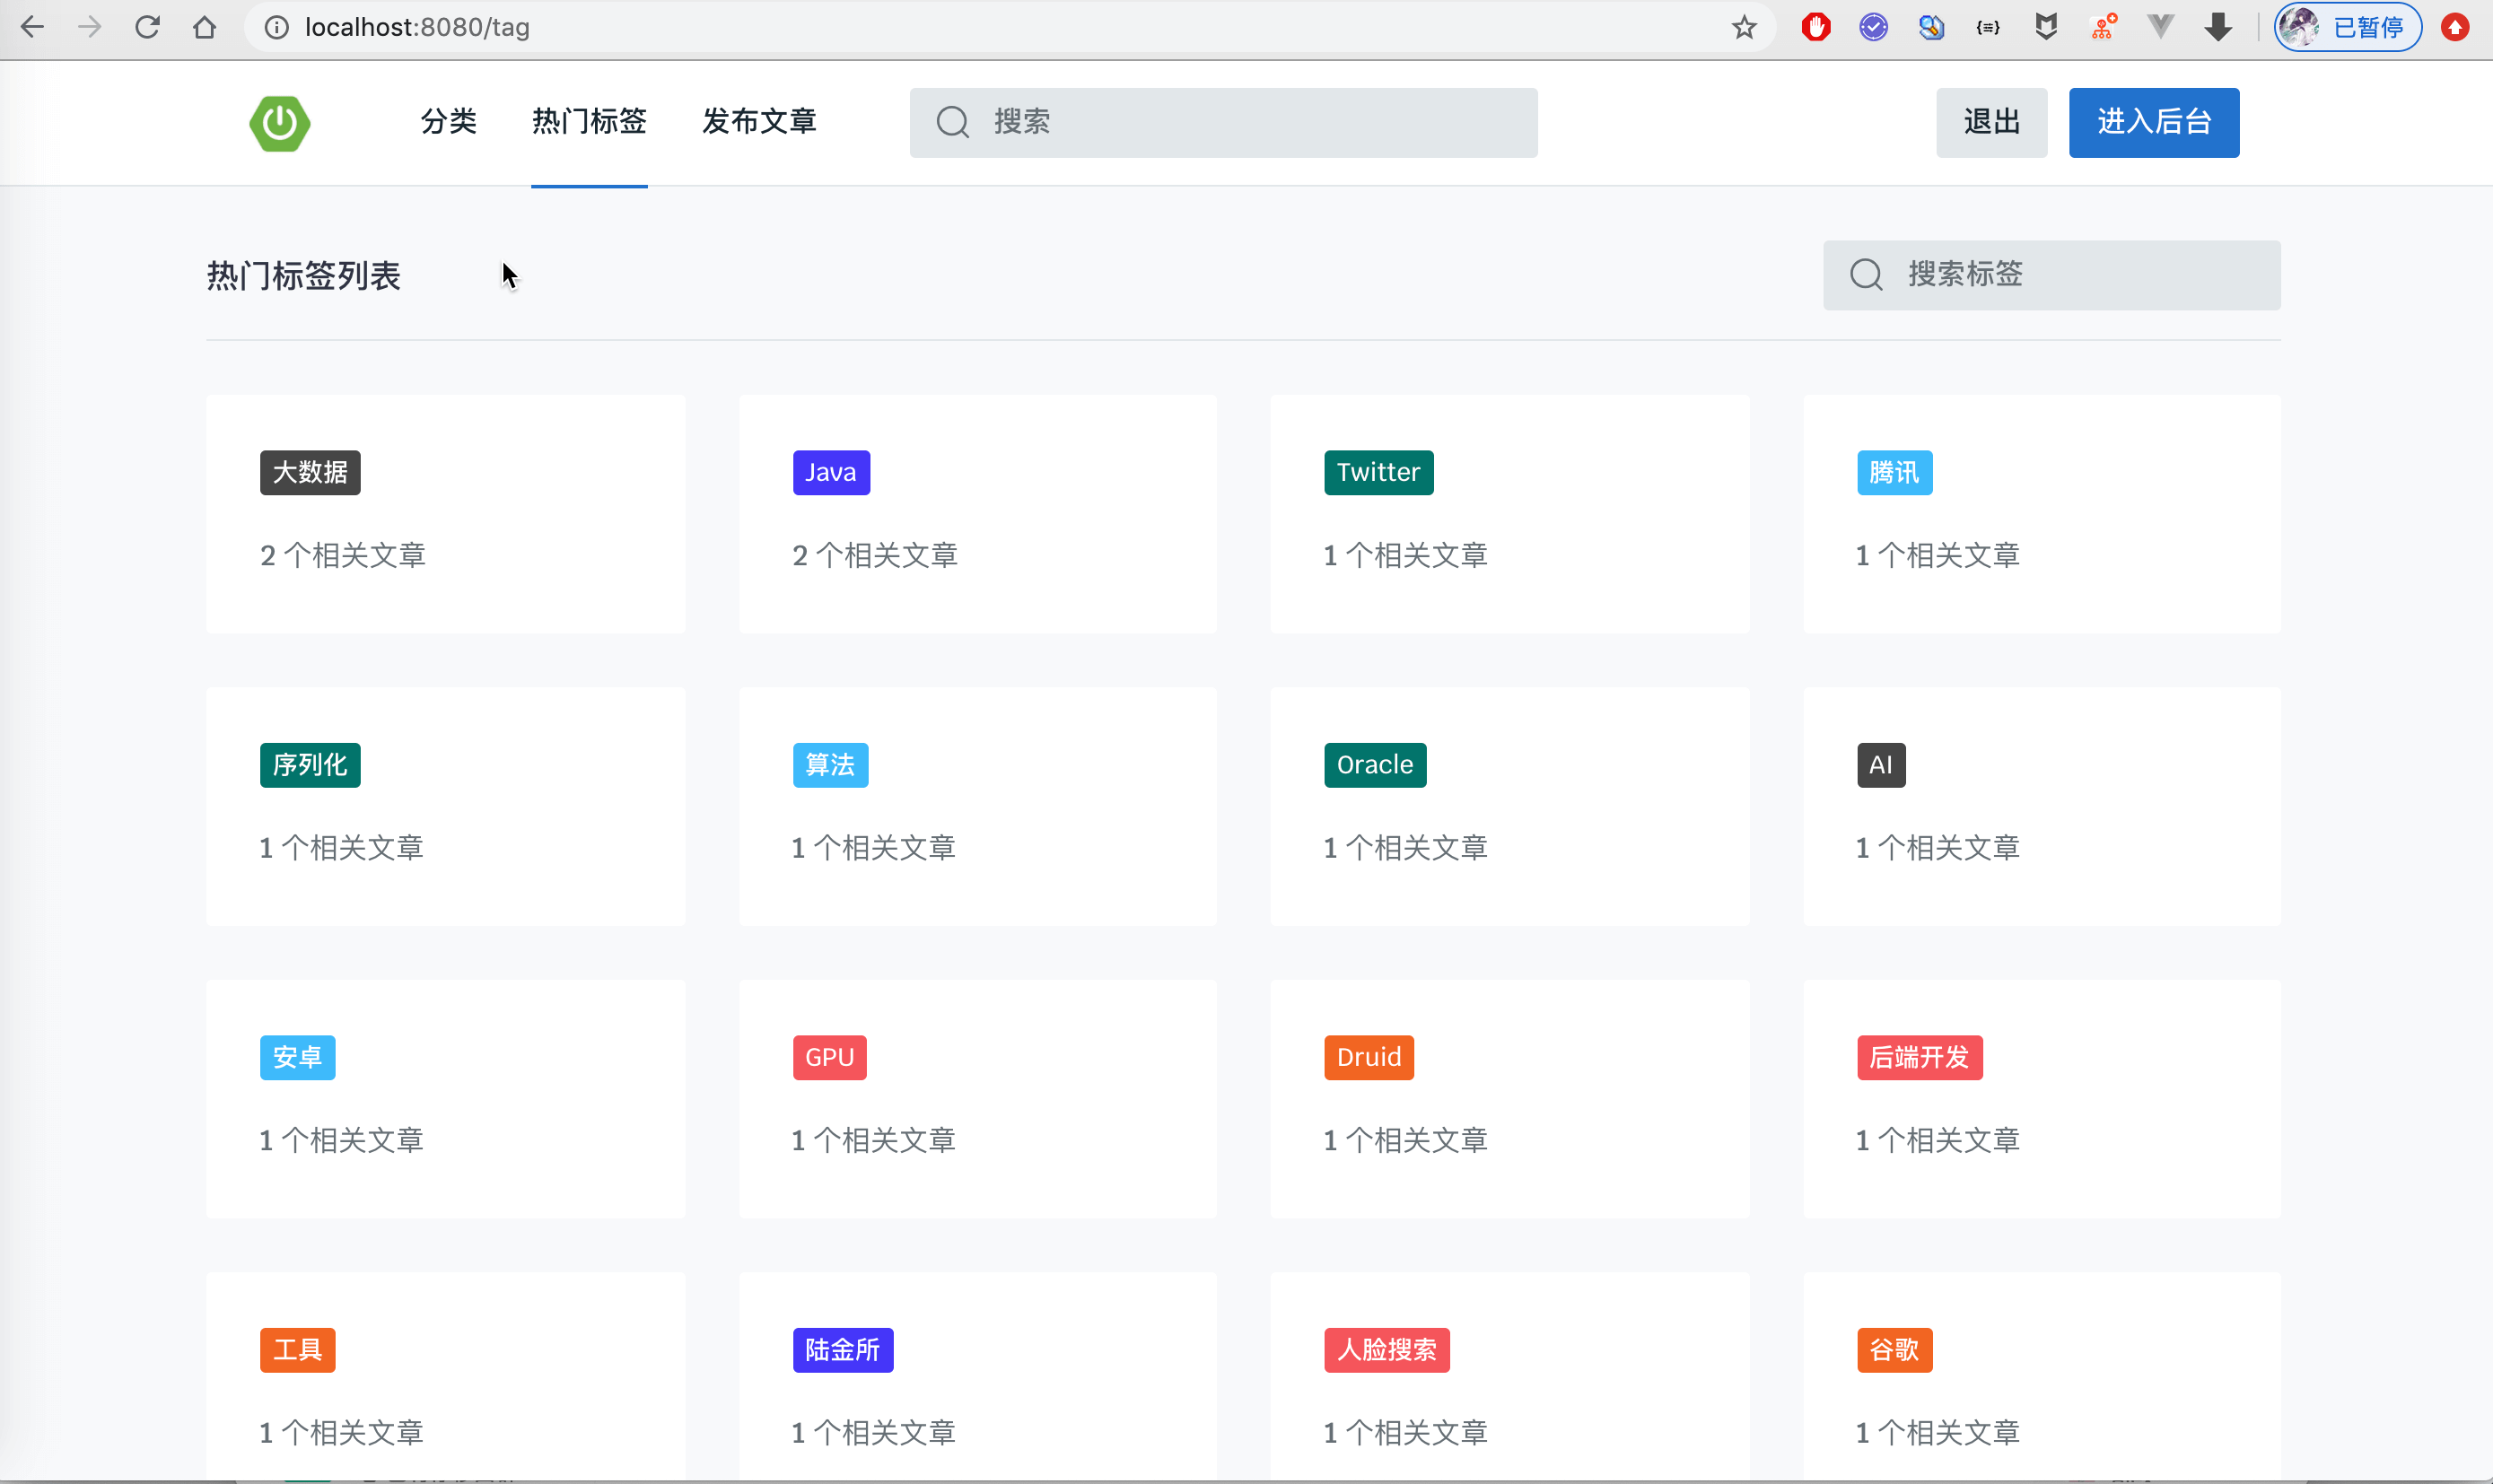 localhost:8080/tag
已暂停
分类
热门标签
发布文章
搜索
退出
进入后台
热门标签列表
搜索标签
大数据
2 个相关文章
Java
2 个相关文章
Twitter
1 个相关文章
腾讯
1 个相关文章
序列化
1 个相关文章
算法
1 个相关文章
Oracle
1 个相关文章
AI
1 个相关文章
安卓
1 个相关文章
GPU
1 个相关文章
Druid
1 个相关文章
后端开发
1 个相关文章
工具
1 个相关文章
陆金所
1 个相关文章
人脸搜索
1 个相关文章
谷歌
1 个相关文章